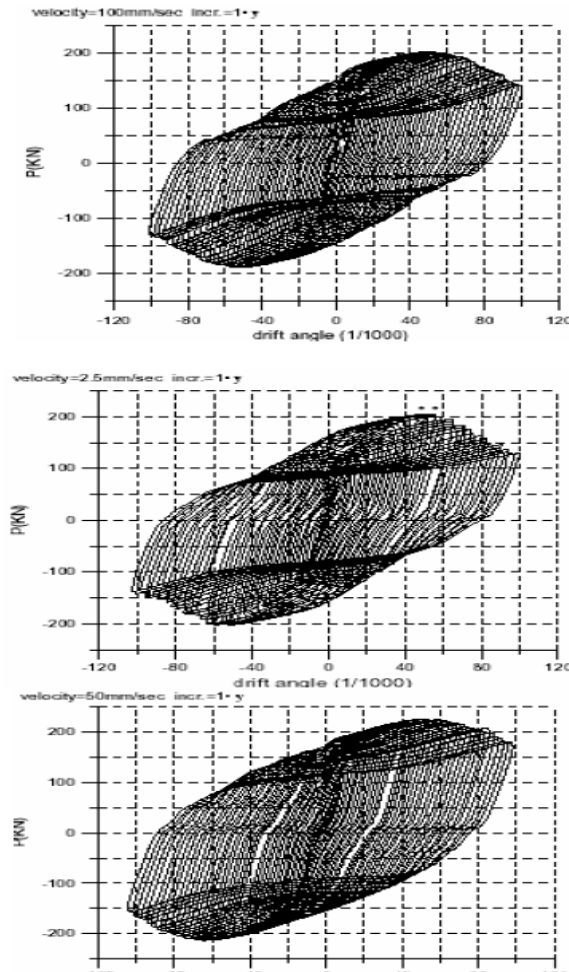 velocity=100mm/sec incr.=1•y
200
100
0
-100
-200
P(KN)
-120 -80 -40 0 40 80 120
drift angle (1/1000)
velocity=2.5mm/sec incr.=1•y
200
100
0
-100
-200
P(KN)
-120 -80 -40 0 40 80 120
drift angle (1/1000)
velocity=50mm/sec incr.=1•y
200
100
0
-100
-200
P(KN)